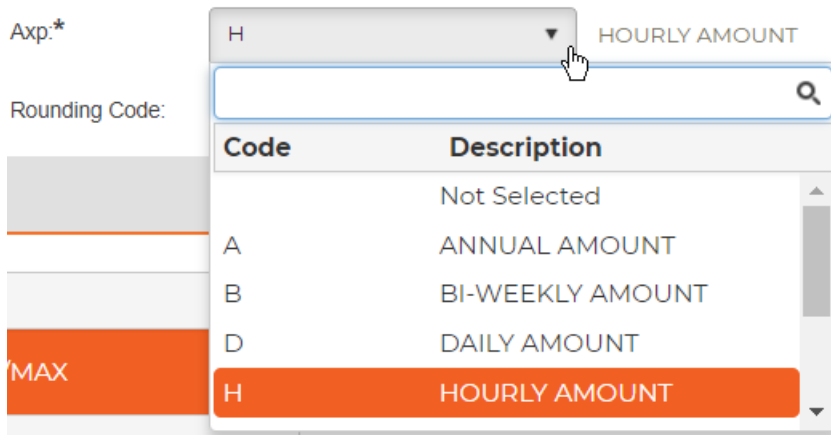 Axp:* H HOURLY AMOUNT
Rounding Code:
Code Description
Not Selected
A ANNUAL AMOUNT
B BI-WEEKLY AMOUNT
D DAILY AMOUNT
/MAX
H HOURLY AMOUNT